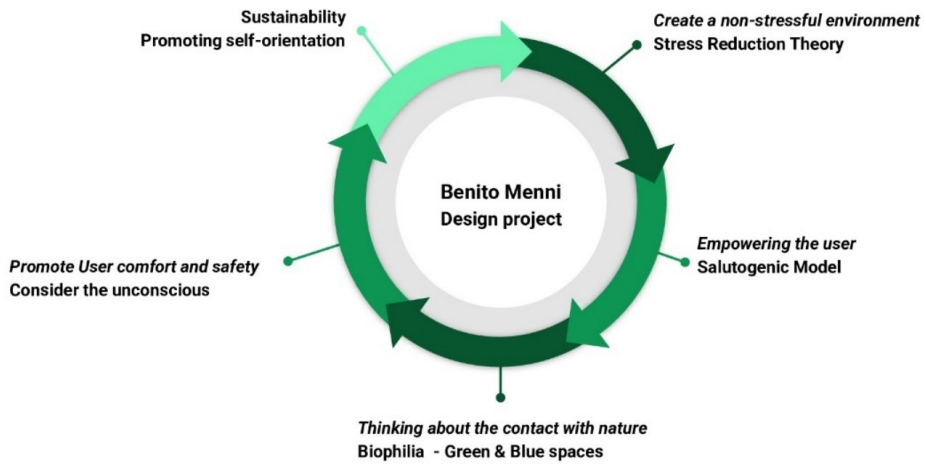 Sustainability
Promoting self-orientation
Create a non-stressful environment
Stress Reduction Theory
Benito Menni
Design project
Empowering the user
Salutogenic Model
Promote User comfort and safety
Consider the unconscious
Thinking about the contact with nature
Biophilia - Green & Blue spaces